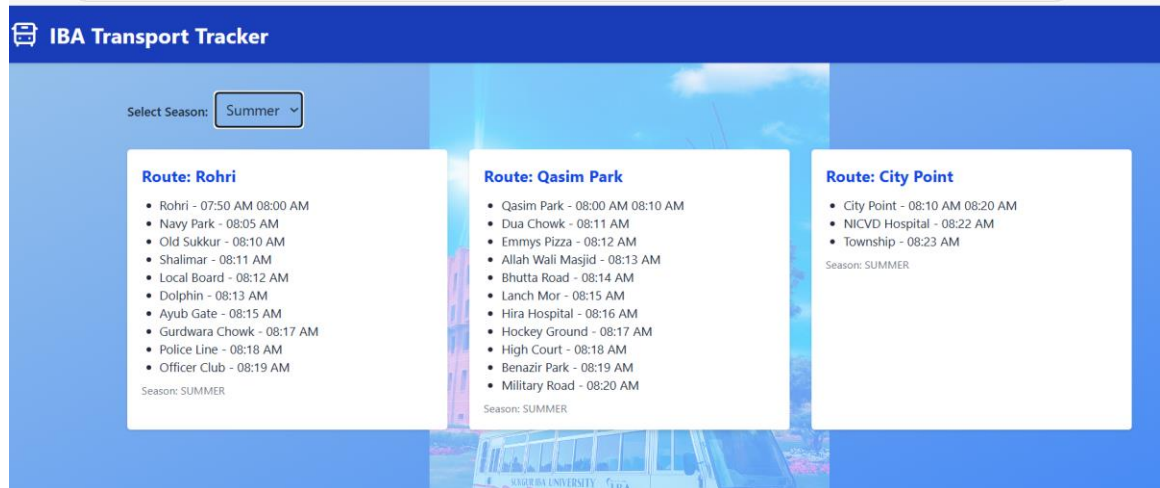 IBA Transport Tracker
Select Season: Summer
Route: Rohri
Rohri - 07:50 AM 08:00 AM
Navy Park - 08:05 AM
Old Sukkur - 08:10 AM
Shalimar - 08:11 AM
Local Board - 08:12 AM
Dolphin - 08:13 AM
Ayub Gate - 08:15 AM
Gurdwara Chowk - 08:17 AM
Police Line - 08:18 AM
Officer Club - 08:19 AM
Season: SUMMER
Route: Qasim Park
Qasim Park - 08:00 AM 08:10 AM
Dua Chowk - 08:11 AM
Emmys Pizza - 08:12 AM
Allah Wali Masjid - 08:13 AM
Bhutta Road - 08:14 AM
Lanch Mor - 08:15 AM
Hira Hospital - 08:16 AM
Hockey Ground - 08:17 AM
High Court - 08:18 AM
Benazir Park - 08:19 AM
Military Road - 08:20 AM
Season: SUMMER
Route: City Point
City Point - 08:10 AM 08:20 AM
NICVD Hospital - 08:22 AM
Township - 08:23 AM
Season: SUMMER
SUKKUR IBA UNIVERSITY